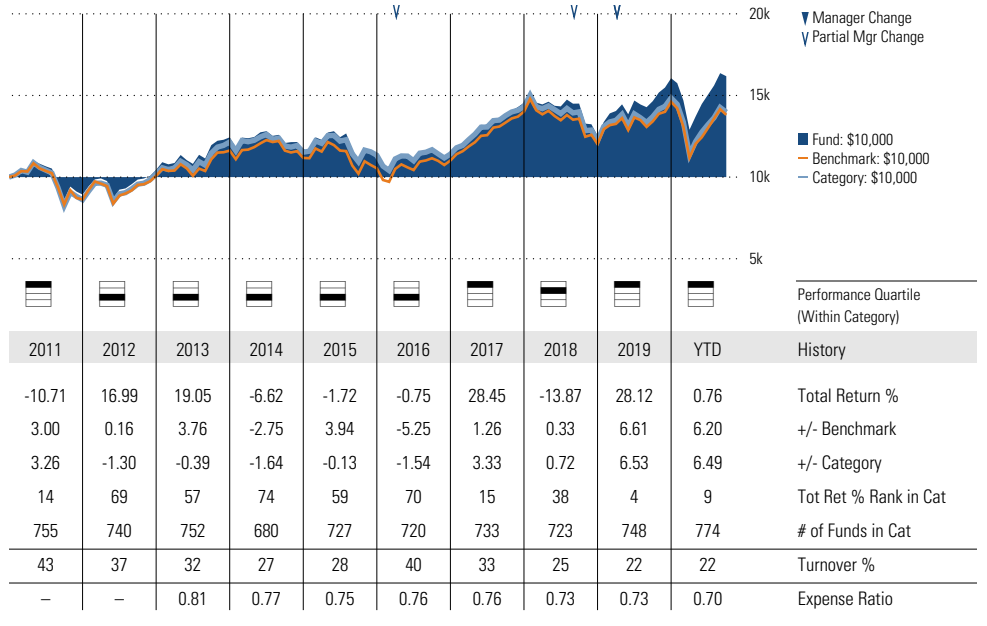 20k
15k
10k
5k
Manager Change
Partial Mgr Change
Fund: $10,000
Benchmark: $10,000
Category: $10,000
Performance Quartile
(Within Category)
2011 2012 2013 2014 2015 2016 2017 2018 2019 YTD History
-10.71 16.99 19.05 -6.62 -1.72 -0.75 28.45 -13.87 28.12 0.76 Total Return %
3.00 0.16 3.76 -2.75 3.94 -5.25 1.26 0.33 6.61 6.20 +/- Benchmark
3.26 -1.30 -0.39 -1.64 -0.13 -1.54 3.33 0.72 6.53 6.49 +/- Category
14 69 57 74 59 70 15 38 4 9 Tot Ret % Rank in Cat
755 740 752 680 727 720 733 723 748 774 # of Funds in Cat
43 37 32 27 28 40 33 25 22 22 Turnover %
– – 0.81 0.77 0.75 0.76 0.76 0.73 0.73 0.70 Expense Ratio